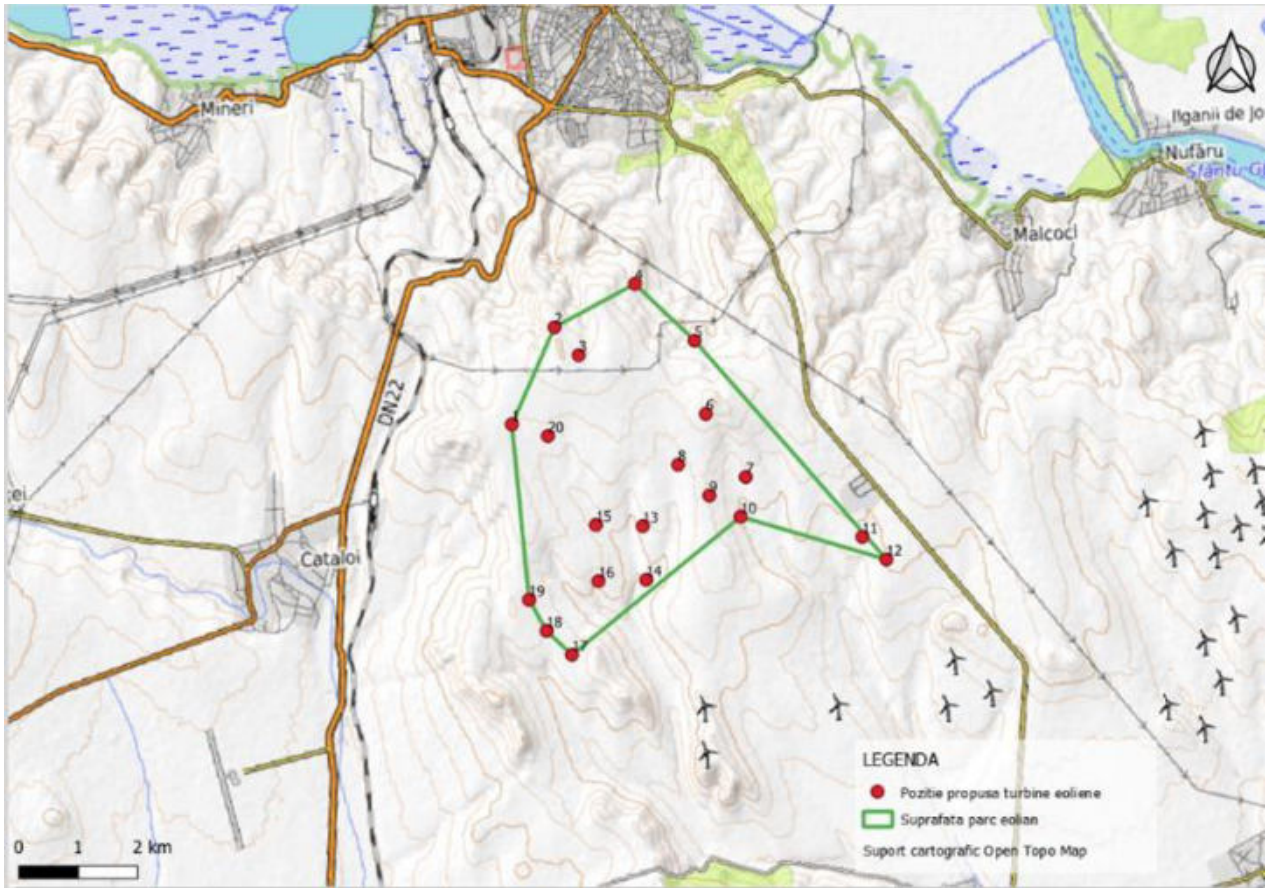 Mineri
Ilganii de Jo
Nufăru
Sfântu G
Malcoci
4
2
5
3
DN22
1
6
20
8
7
9
10
15
13
11
12
Cataloi
16
14
19
18
17
LEGENDA
Pozitie propusa turbine eoliene
Suprafata parc eolian
Suport cartografic Open Topo Map
0 1 2 km